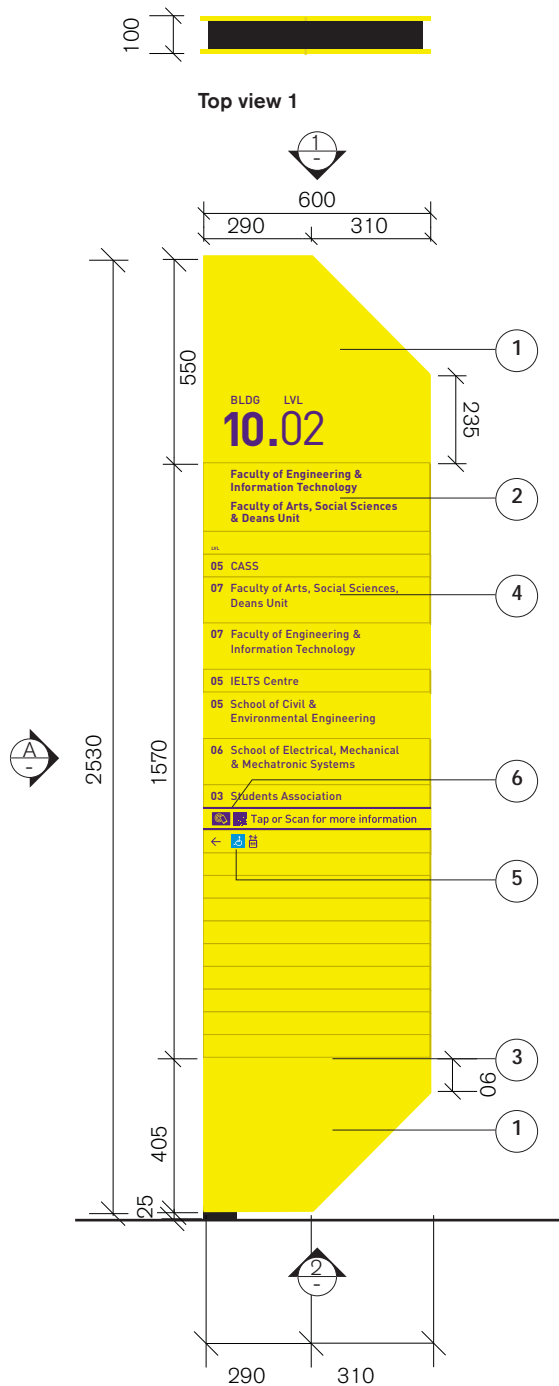 100
Top view 1
1
-
600
290 310
550
1
235
BLDG LVL
10.02
Faculty of Engineering &
Information Technology
2
Faculty of Arts, Social Sciences
& Deans Unit
LVL
05 CASS
07 Faculty of Arts, Social Sciences,
Deans Unit
4
07 Faculty of Engineering &
Information Technology
05 IELTS Centre
05 School of Civil &
Environmental Engineering
A
-
2530
1570
06 School of Electrical, Mechanical
& Mechatronic Systems
6
03 Students Association
Tap or Scan for more information
←
5
3
90
405
1
25
2
-
290 310